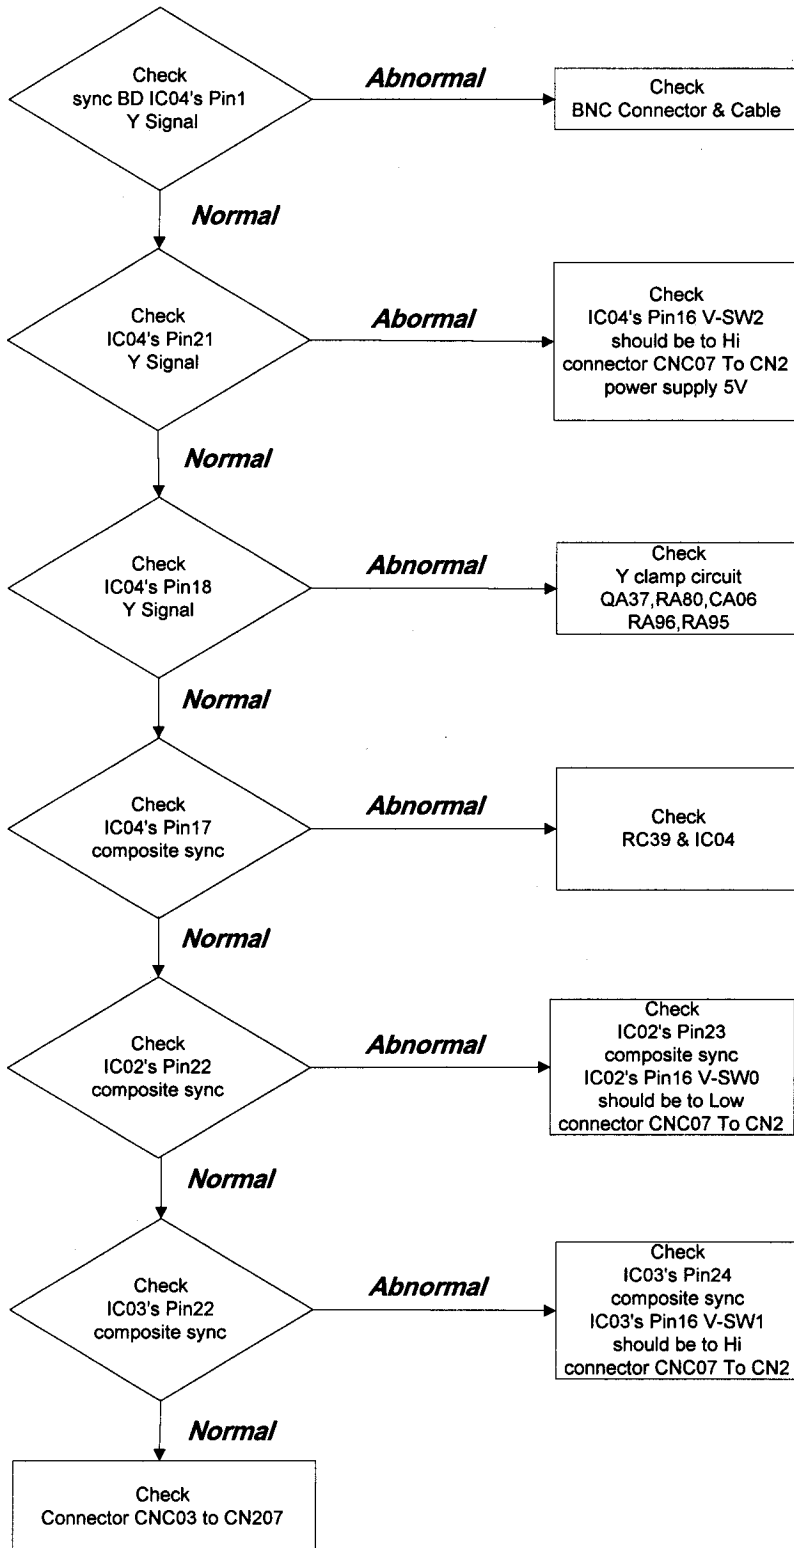 Check
sync BD IC04's Pin1
Y Signal
Abnormal
Check
BNC Connector & Cable
Normal
Check
IC04's Pin21
Y Signal
Abormal
Check
IC04's Pin16 V-SW2
should be to Hi
connector CNC07 To CN2
power supply 5V
Normal
Check
IC04's Pin18
Y Signal
Abnormal
Check
Y clamp circuit
QA37,RA80,CA06
RA96,RA95
Normal
Check
IC04's Pin17
composite sync
Abnormal
Check
RC39 & IC04
Normal
Check
IC02's Pin22
composite sync
Abnormal
Check
IC02's Pin23
composite sync
IC02's Pin16 V-SW0
should be to Low
connector CNC07 To CN2
Normal
Check
IC03's Pin22
composite sync
Abnormal
Check
IC03's Pin24
composite sync
IC03's Pin16 V-SW1
should be to Hi
connector CNC07 To CN2
Normal
Check
Connector CNC03 to CN207